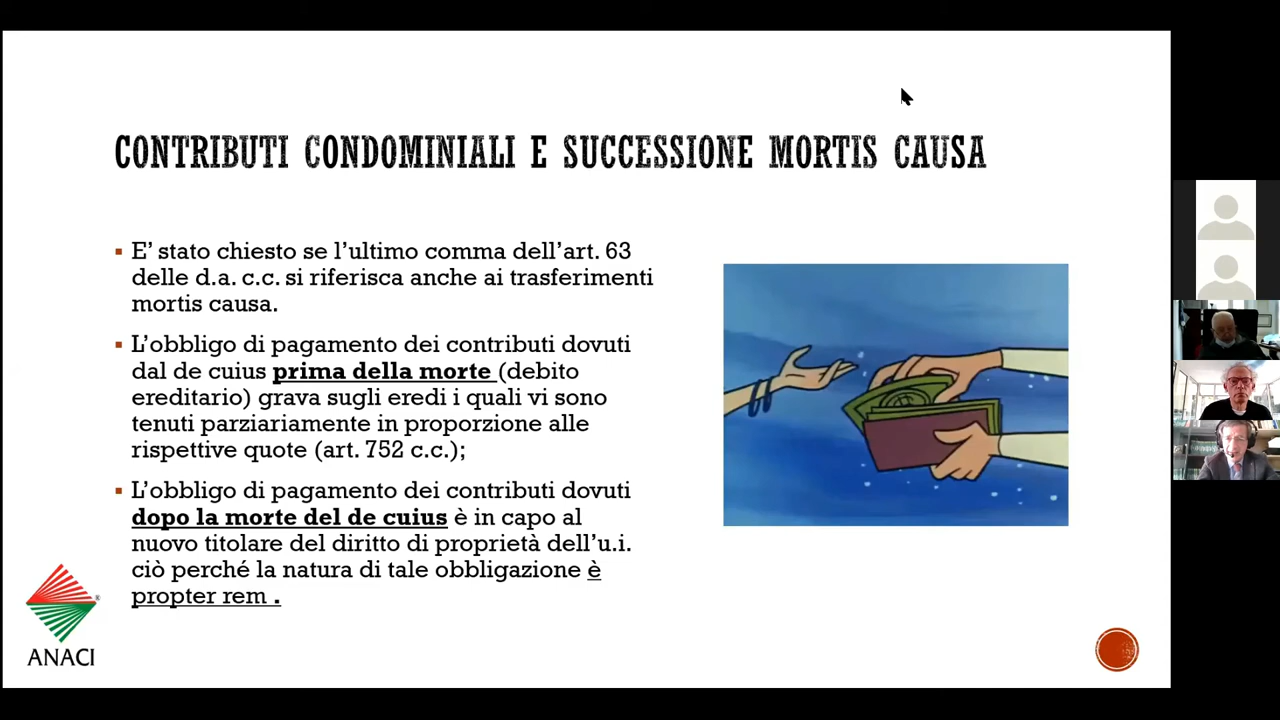 CONTRIBUTI CONDOMINIALI E SUCCESSIONE MORTIS CAUSA
▪ E' stato chiesto se l'ultimo comma dell'art. 63
delle d.a. c.c. si riferisca anche ai trasferimenti
mortis causa.
▪ L'obbligo di pagamento dei contributi dovuti
dal de cuius prima della morte (debito
ereditario) grava sugli eredi i quali vi sono
tenuti parziariamente in proporzione alle
rispettive quote (art. 752 c.c.);
▪ L'obbligo di pagamento dei contributi dovuti
dopo la morte del de cuius è in capo al
nuovo titolare del diritto di proprietà dell'u.i.
ciò perché la natura di tale obbligazione è
propter rem .
®
ANACI